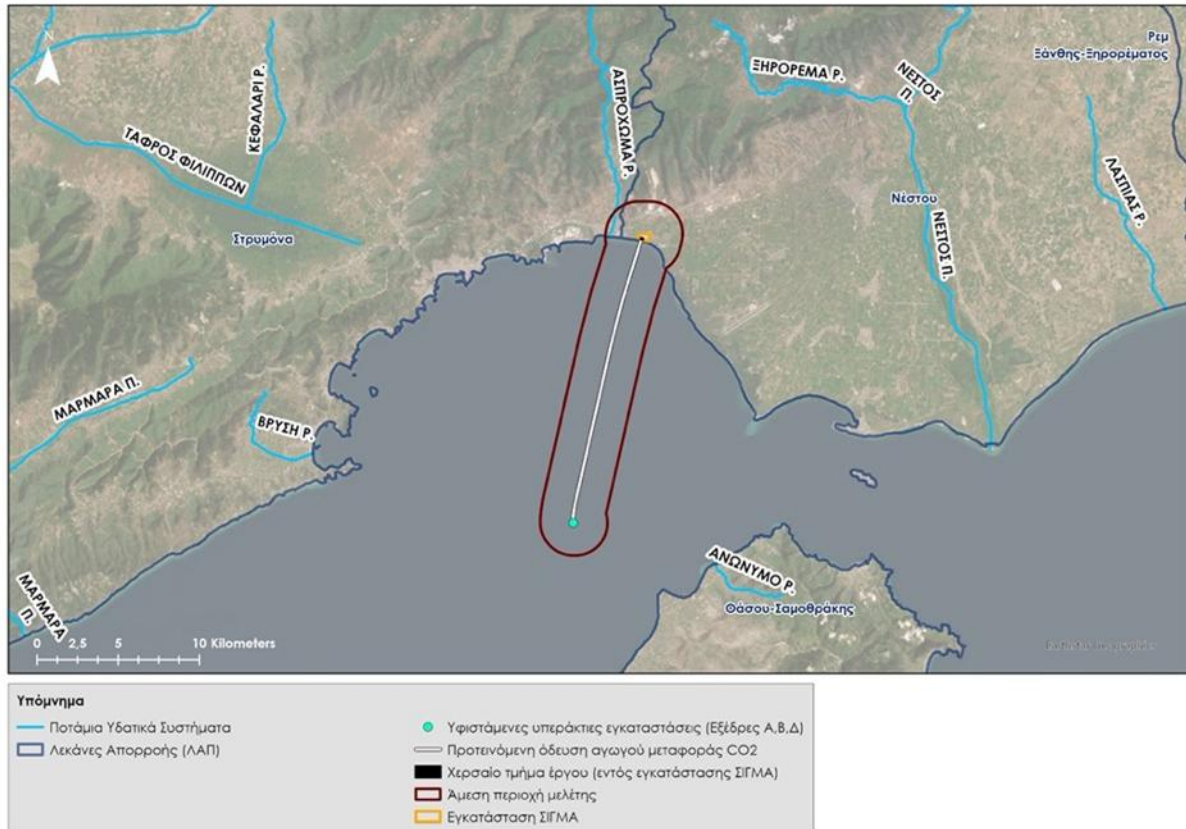 N
Ρεμ
Ξάνθης-Ξηρορέματος
ΞΗΡΟΡΕΜΑ Ρ.
ΝΕΣΤΟΣ
Π.
ΚΕΦΑΛΑΡΙ Ρ.
ΑΣΠΡΟΧΩΜΑ Ρ.
ΤΑΦΡΟΣ ΦΙΛΙΠΠΩΝ
ΛΑΣΠΙΑΣ Ρ.
Νέστου
ΝΕΣΤΟΣ Π.
Στρυμόνα
ΜΑΡΜΑΡΑ Π.
ΒΡΥΣΗ Ρ.
ΑΝΩΝΥΜΟ Ρ.
Θάσου-Σαμοθράκης
ΜΑΡΜΑΡΑ
Π.
0 2,5 5 10 Kilometers
Υπόμνημα
Ποτάμια Υδατικά Συστήματα
Λεκάνες Απορροής (ΛΑΠ)
Υφιστάμενες υπεράκτιες εγκαταστάσεις (Εξέδρες Α,Β,Δ)
Προτεινόμενη όδευση αγωγού μεταφοράς CO2
Χερσαίο τμήμα έργου (εντός εγκατάστασης ΣΙΓΜΑ)
Άμεση περιοχή μελέτης
Εγκατάσταση ΣΙΓΜΑ